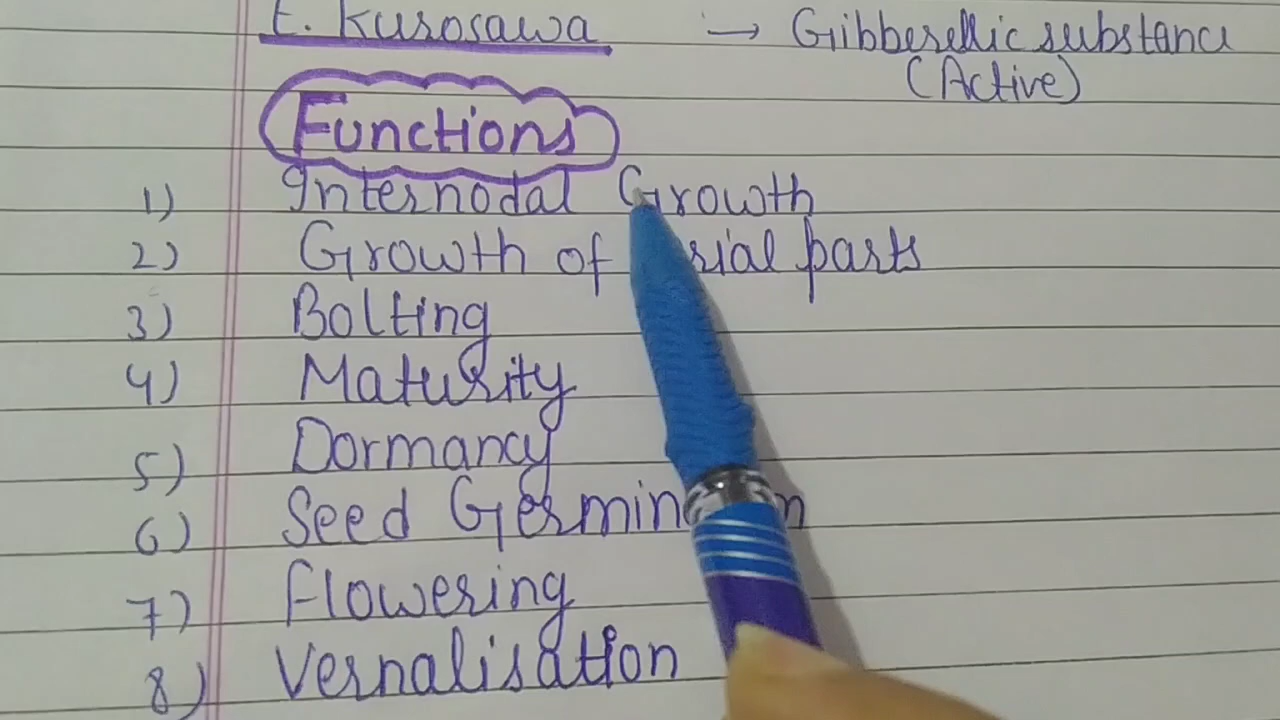 E. Kurosawa → Gibberellic substance
(Active)
Functions
1) Internodal Growth
2) Growth of parts
3) Bolting
4) Maturity
5) Dormancy
6) Seed
7) Flowering
8) Vernalisation